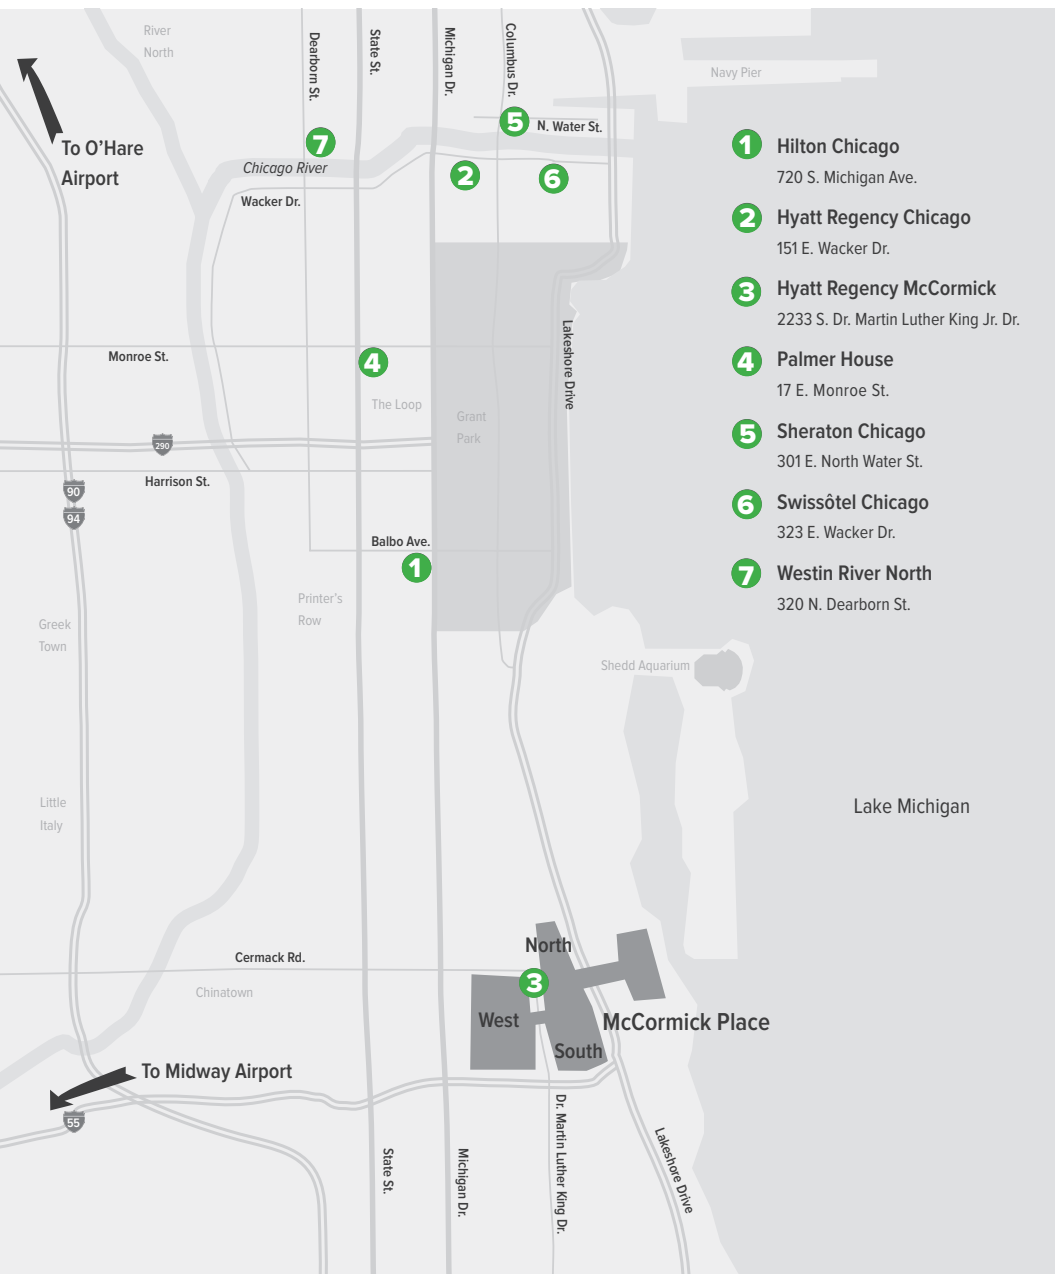 River
North
Dearborn St.
State St.
Michigan Dr.
Columbus Dr.
Navy Pier
5
N. Water St.
7
To O'Hare
Airport
Chicago River
2
6
Wacker Dr.
1
Hilton Chicago
720 S. Michigan Ave.
2
Hyatt Regency Chicago
151 E. Wacker Dr.
3
Hyatt Regency McCormick
2233 S. Dr. Martin Luther King Jr. Dr.
4
Palmer House
17 E. Monroe St.
5
Sheraton Chicago
301 E. North Water St.
6
Swissôtel Chicago
323 E. Wacker Dr.
7
Westin River North
320 N. Dearborn St.
Lakeshore Drive
Monroe St.
4
The Loop
Grant
Park
290
Harrison St.
90
94
Balbo Ave.
1
Printer's
Row
Greek
Town
Shedd Aquarium
Little
Italy
Lake Michigan
North
Cermack Rd.
3
Chinatown
West
McCormick Place
South
To Midway Airport
55
State St.
Michigan Dr.
Dr. Martin Luther King Dr.
Lakeshore Drive